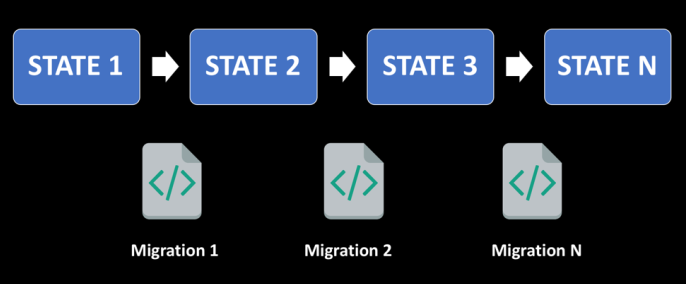 STATE 1
STATE 2
STATE 3
STATE N
</>
</>
</>
Migration 1
Migration 2
Migration N